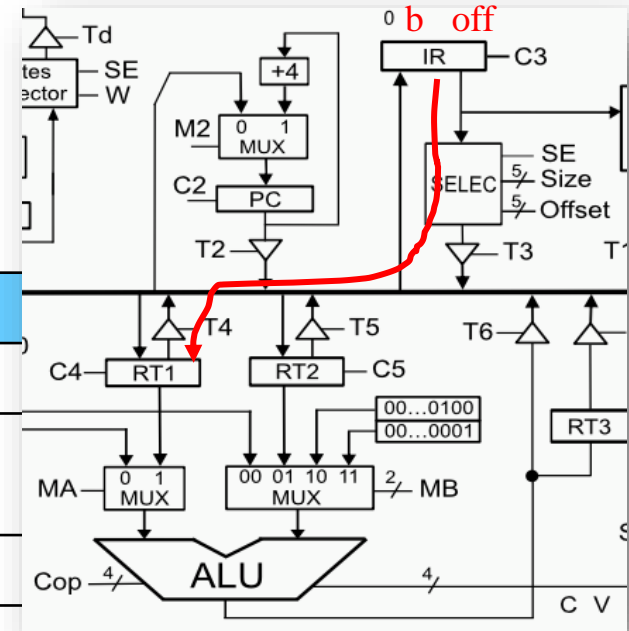 0 b off
Td
IR C3
tes SE
ector W
+4
M2 0 1
MUX
SE
SELEC 5 Size
5 Offset
C2 PC
T2 T3 T1
T4 T5 T6
C4 RT1 RT2 C5
00...0100
00...0001
RT3
MA 0 1 MUX
00 01 10 11 MUX 2 MB
ALU
Cop 4 4
C V